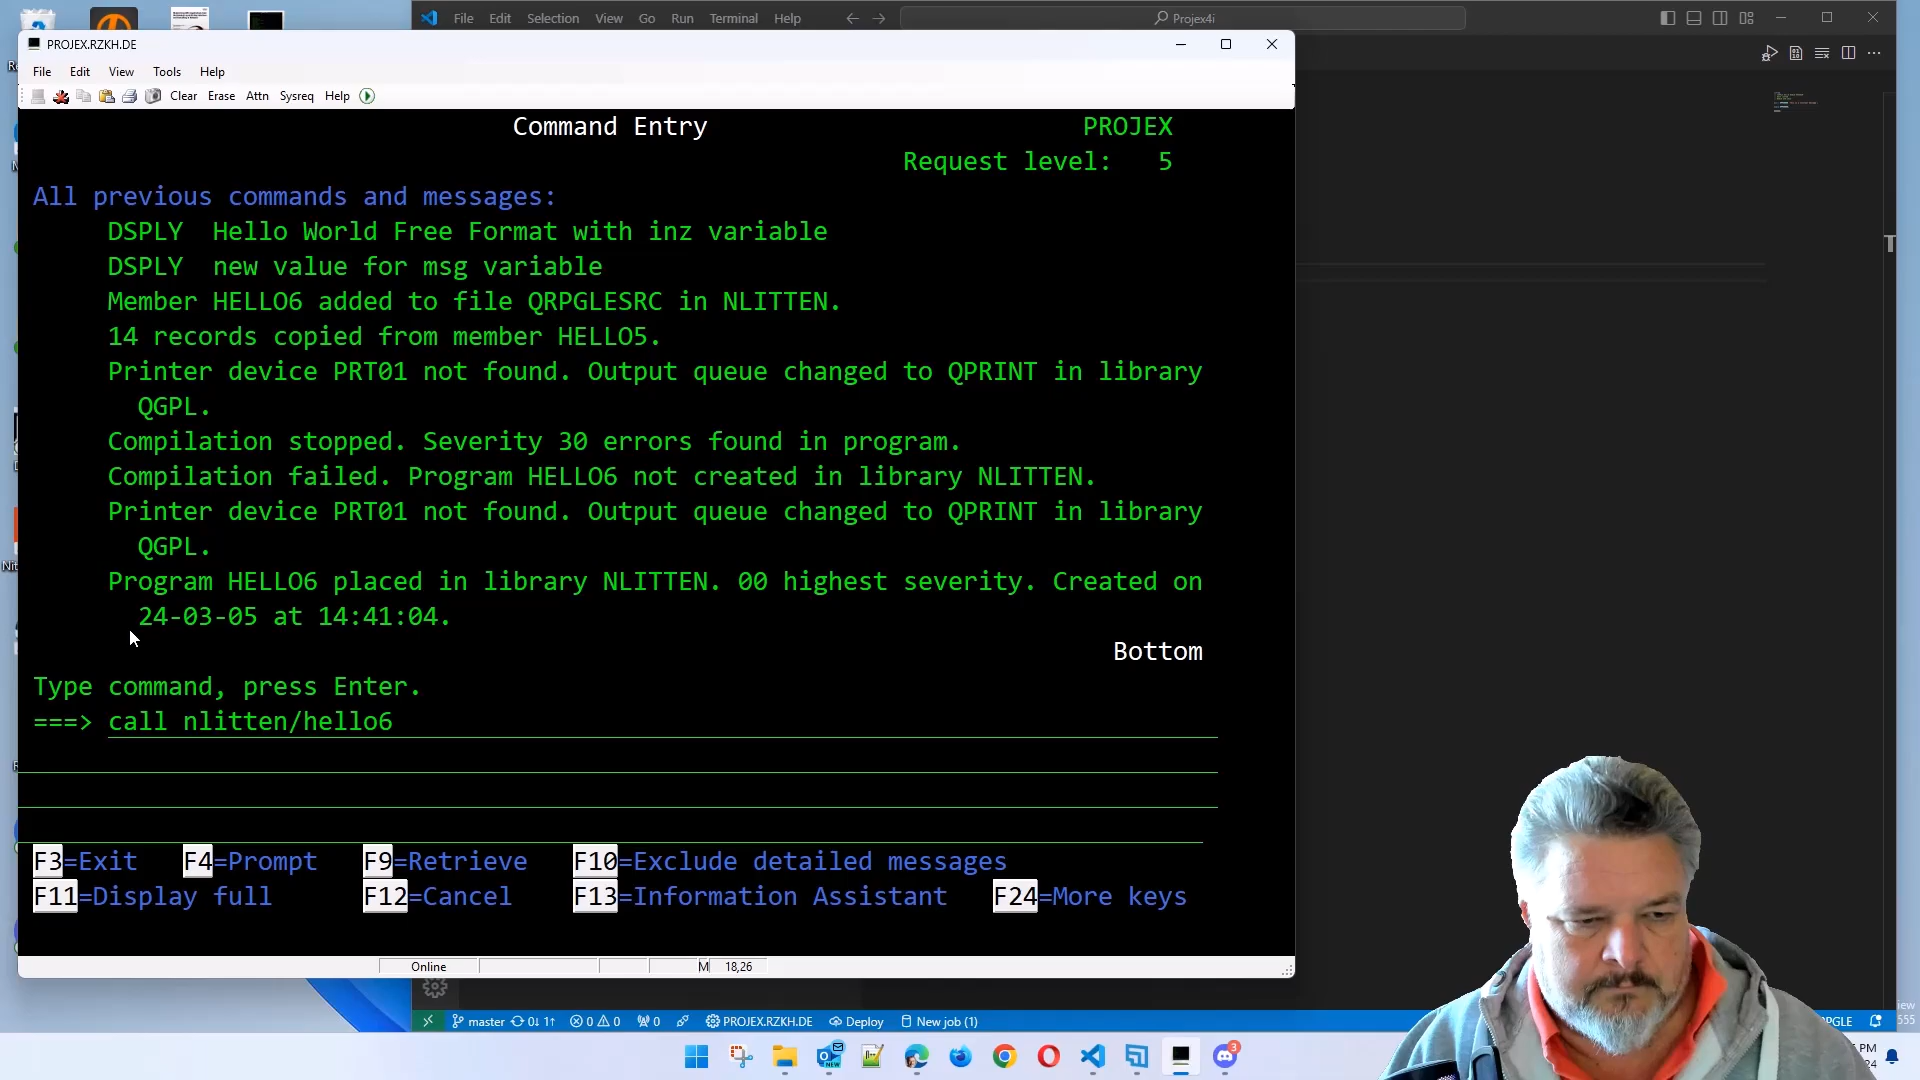 File Edit Selection View Go Run Terminal Help
Projex4i
PROJEX.RZKH.DE
File Edit View Tools Help
Clear Erase Attn Sysreq Help
Command Entry PROJEX
Request level: 5
All previous commands and messages:
DSPLY Hello World Free Format with inz variable
DSPLY new value for msg variable
Member HELLO6 added to file QRPGLESRC in NLITTEN.
14 records copied from member HELLO5.
Printer device PRT01 not found. Output queue changed to QPRINT in library
QGPL.
Compilation stopped. Severity 30 errors found in program.
Compilation failed. Program HELLO6 not created in library NLITTEN.
Printer device PRT01 not found. Output queue changed to QPRINT in library
QGPL.
Program HELLO6 placed in library NLITTEN. 00 highest severity. Created on
24-03-05 at 14:41:04.
Bottom
Type command, press Enter.
===> call nlitten/hello6
F3=Exit F4=Prompt F9=Retrieve F10=Exclude detailed messages
F11=Display full F12=Cancel F13=Information Assistant F24=More keys
Online M 18,26
master 0↓ 1↑ 0 0 0 PROJEX.RZKH.DE Deploy New job (1)